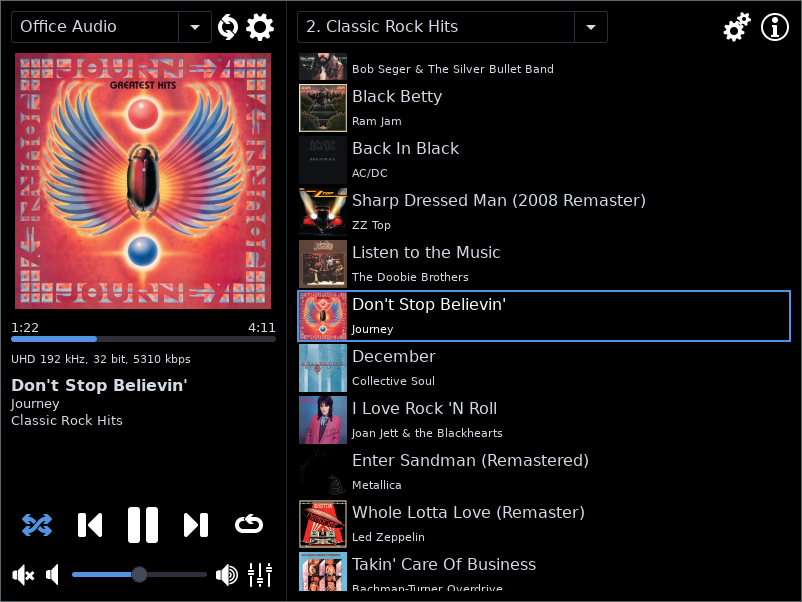 Office Audio
2. Classic Rock Hits
JOURNEY
GREATEST HITS
1:22
4:11
UHD 192 kHz, 32 bit, 5310 kbps
Don't Stop Believin'
Journey
Classic Rock Hits
Bob Seger & The Silver Bullet Band
Black Betty
Ram Jam
Back In Black
AC/DC
Sharp Dressed Man (2008 Remaster)
ZZ Top
Listen to the Music
The Doobie Brothers
Don't Stop Believin'
Journey
December
Collective Soul
I Love Rock 'N Roll
Joan Jett & the Blackhearts
Enter Sandman (Remastered)
Metallica
Whole Lotta Love (Remaster)
Led Zeppelin
Takin' Care Of Business
Bachman-Turner Overdrive